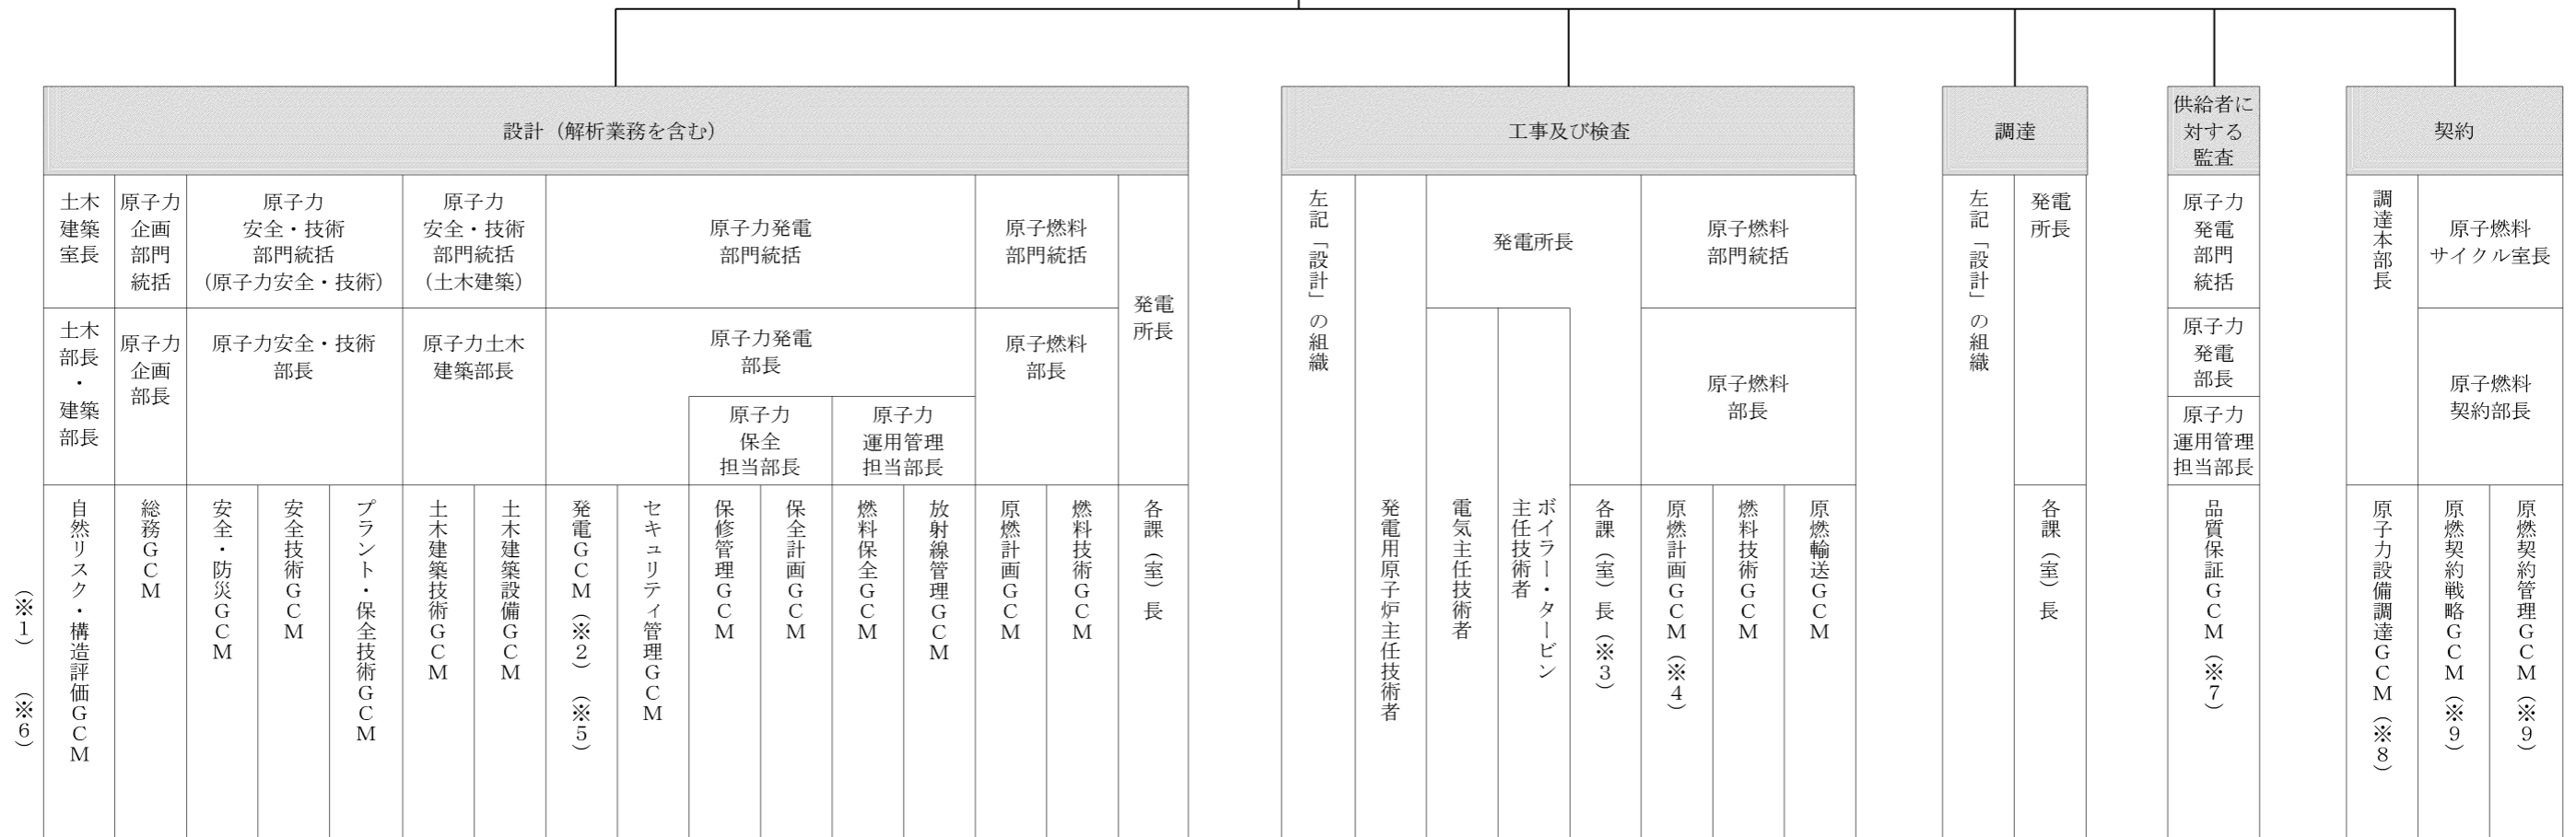 設計（解析業務を含む）
土木
建築
室長
原子力
企画
部門
統括
原子力
安全・技術
部門統括
（原子力安全・技術）
原子力
安全・技術
部門統括
（土木建築）
原子力発電
部門統括
原子燃料
部門統括
発電
所長
土木
部長
・
建築
部長
原子力
企画
部長
原子力安全・技術
部長
原子力土木
建築部長
原子力発電
部長
原子力
保全
担当部長
原子力
運用管理
担当部長
原子燃料
部長
（※１）　（※６）
自然リスク・構造評価ＧＣＭ
総務ＧＣＭ
安全・防災ＧＣＭ
安全技術ＧＣＭ
プラント・保全技術ＧＣＭ
土木建築技術ＧＣＭ
土木建築設備ＧＣＭ
発電ＧＣＭ（※２）（※５）
セキュリティ管理ＧＣＭ
保修管理ＧＣＭ
保全計画ＧＣＭ
燃料保全ＧＣＭ
放射線管理ＧＣＭ
原燃計画ＧＣＭ
燃料技術ＧＣＭ
各課（室）長
工事及び検査
左記「設計」の組織
発電用原子炉主任技術者
発電所長
電気主任技術者
ボイラー・タービン
主任技術者
各課（室）長（※３）
原子燃料
部門統括
原子燃料
部長
原燃計画ＧＣＭ（※４）
燃料技術ＧＣＭ
原燃輸送ＧＣＭ
調達
左記「設計」の組織
発電
所長
各課（室）長
供給者に
対する
監査
原子力
発電
部門
統括
原子力
発電
部長
原子力
運用管理
担当部長
品質保証ＧＣＭ（※７）
契約
調達本部長
原子力設備調達ＧＣＭ（※８）
原子燃料
サイクル室長
原子燃料
契約部長
原燃契約戦略ＧＣＭ（※９）
原燃契約管理ＧＣＭ（※９）